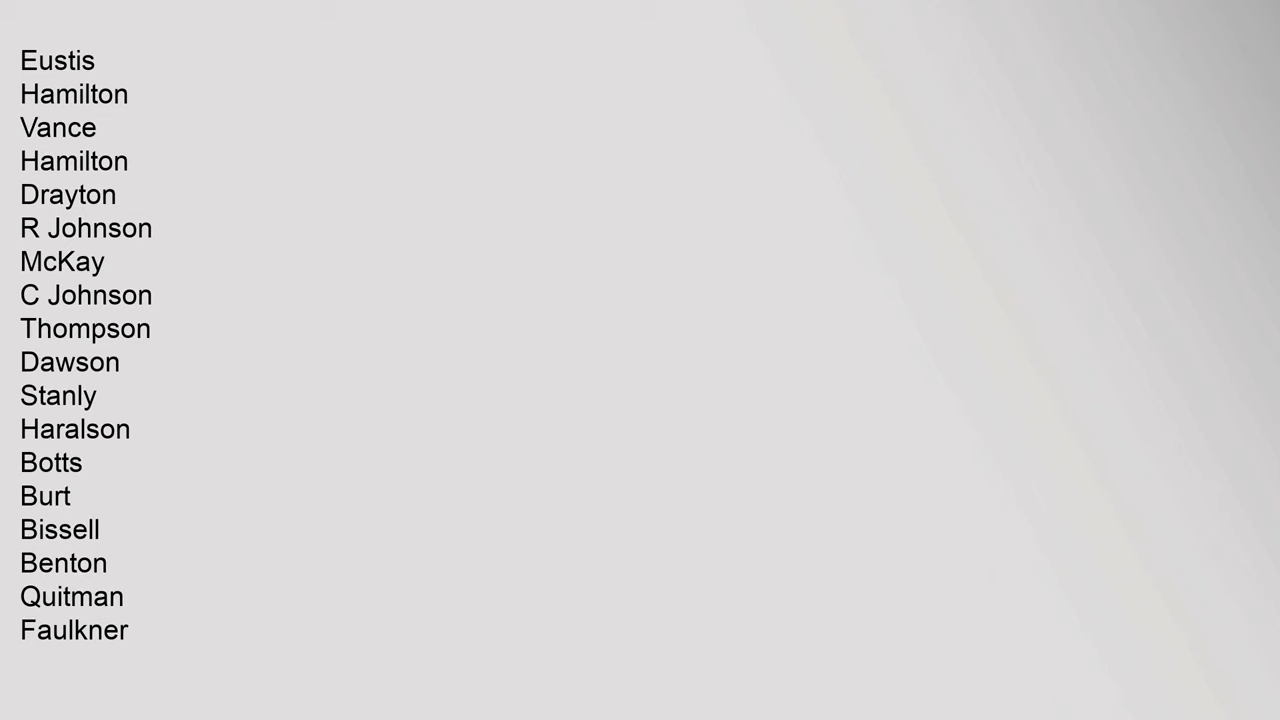 Eustis
Hamilton
Vance
Hamilton
Drayton
R Johnson
McKay
C Johnson
Thompson
Dawson
Stanly
Haralson
Botts
Burt
Bissell
Benton
Quitman
Faulkner